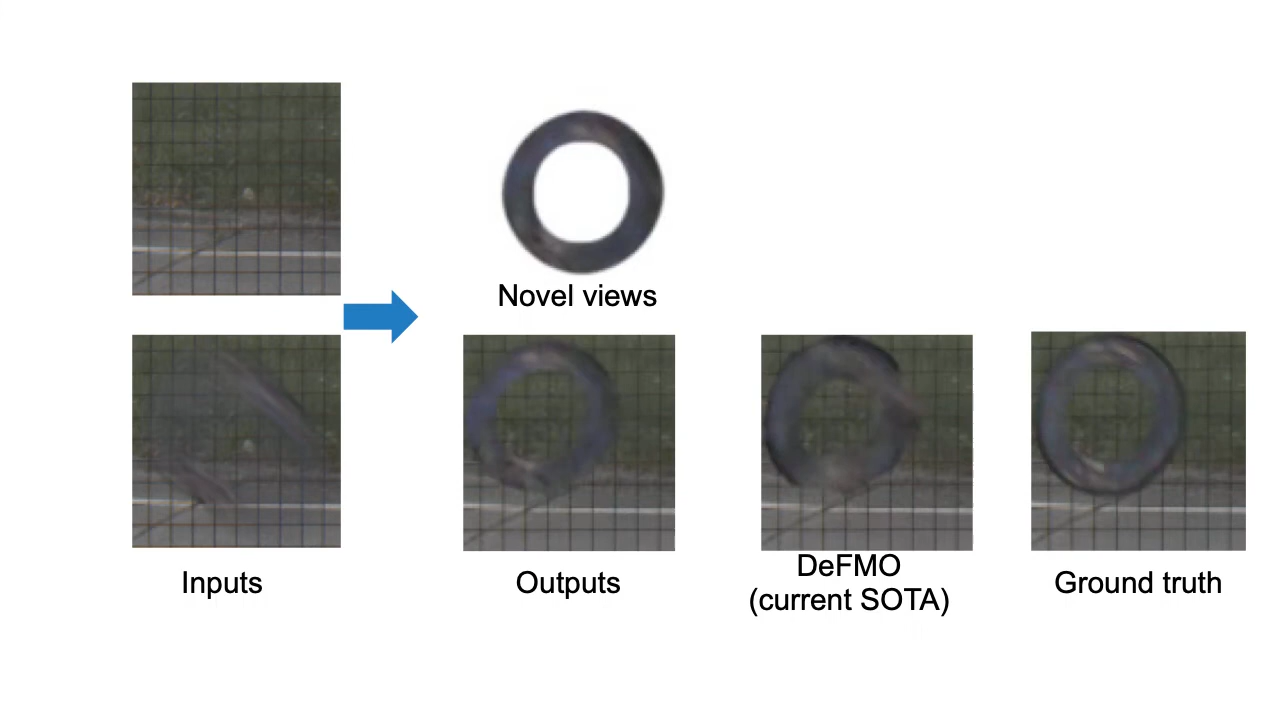 Novel views
Inputs
Outputs
DeFMO
(current SOTA)
Ground truth